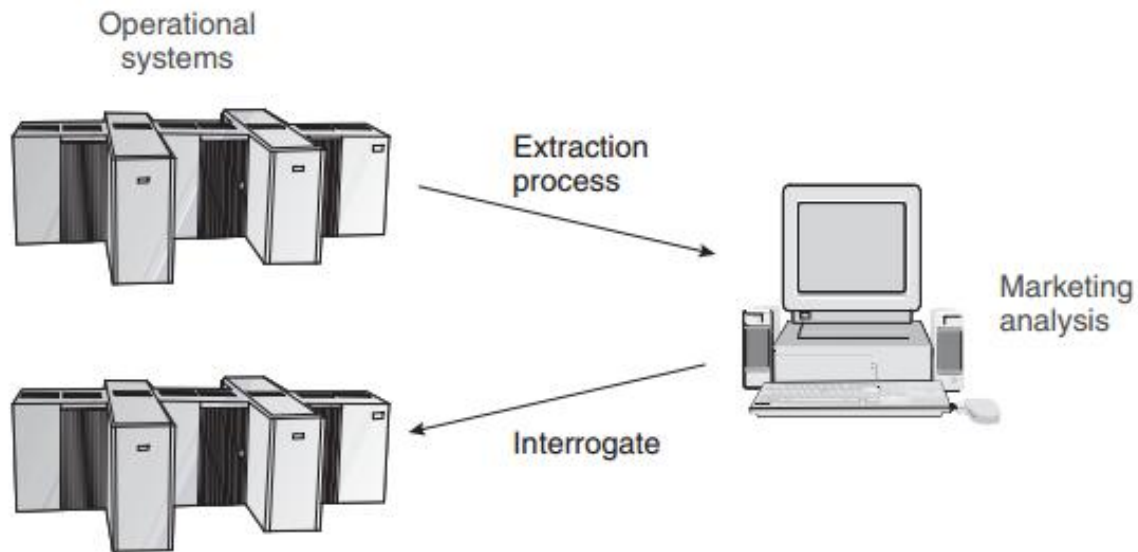 Operational
systems
Extraction
process
Marketing
analysis
Interrogate